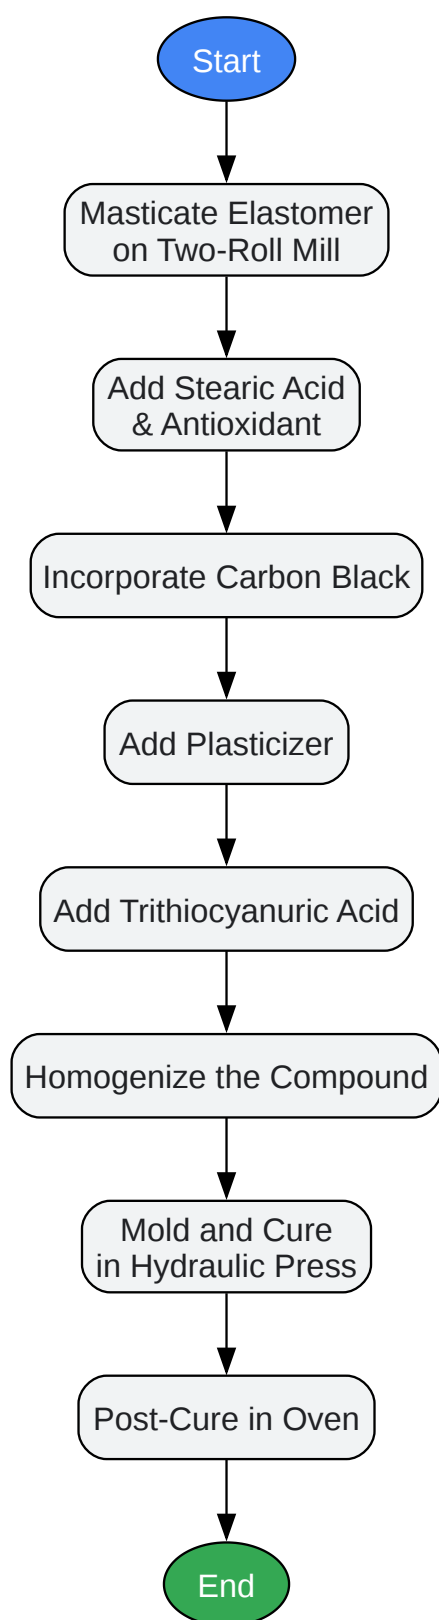 Start
Masticate Elastomer
on Two-Roll Mill
Add Stearic Acid
& Antioxidant
Incorporate Carbon Black
Add Plasticizer
Add Trithiocyanuric Acid
Homogenize the Compound
Mold and Cure
in Hydraulic Press
Post-Cure in Oven
End